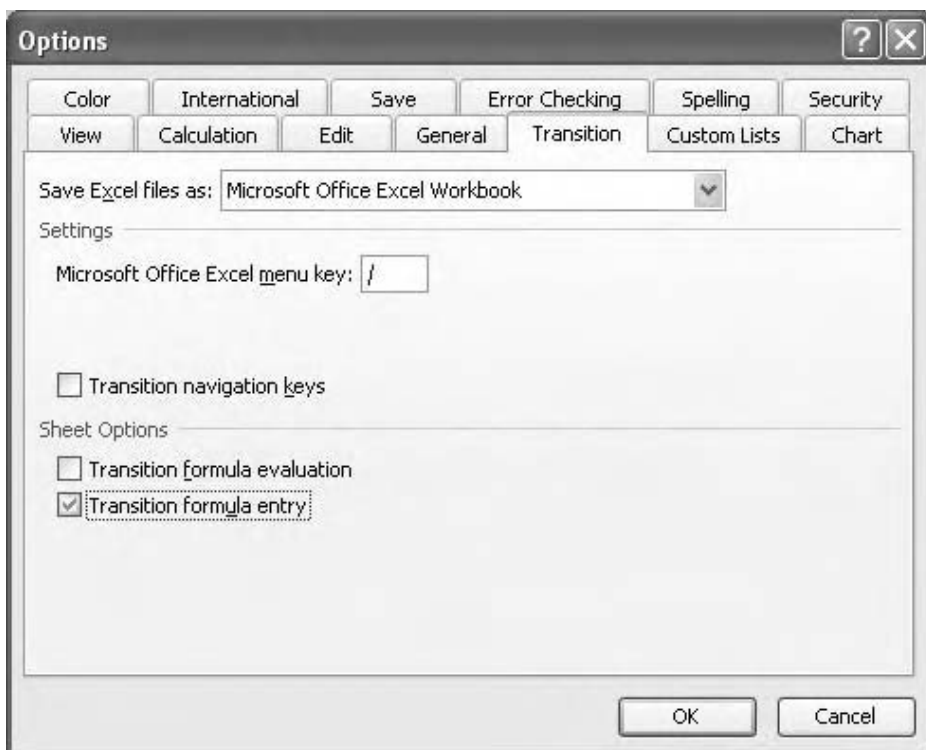 Options
Color International Save Error Checking Spelling Security
View Calculation Edit General Transition Custom Lists Chart
Save Excel files as: Microsoft Office Excel Workbook
Settings
Microsoft Office Excel menu key: /
Transition navigation keys
Sheet Options
Transition formula evaluation
Transition formula entry
OK Cancel